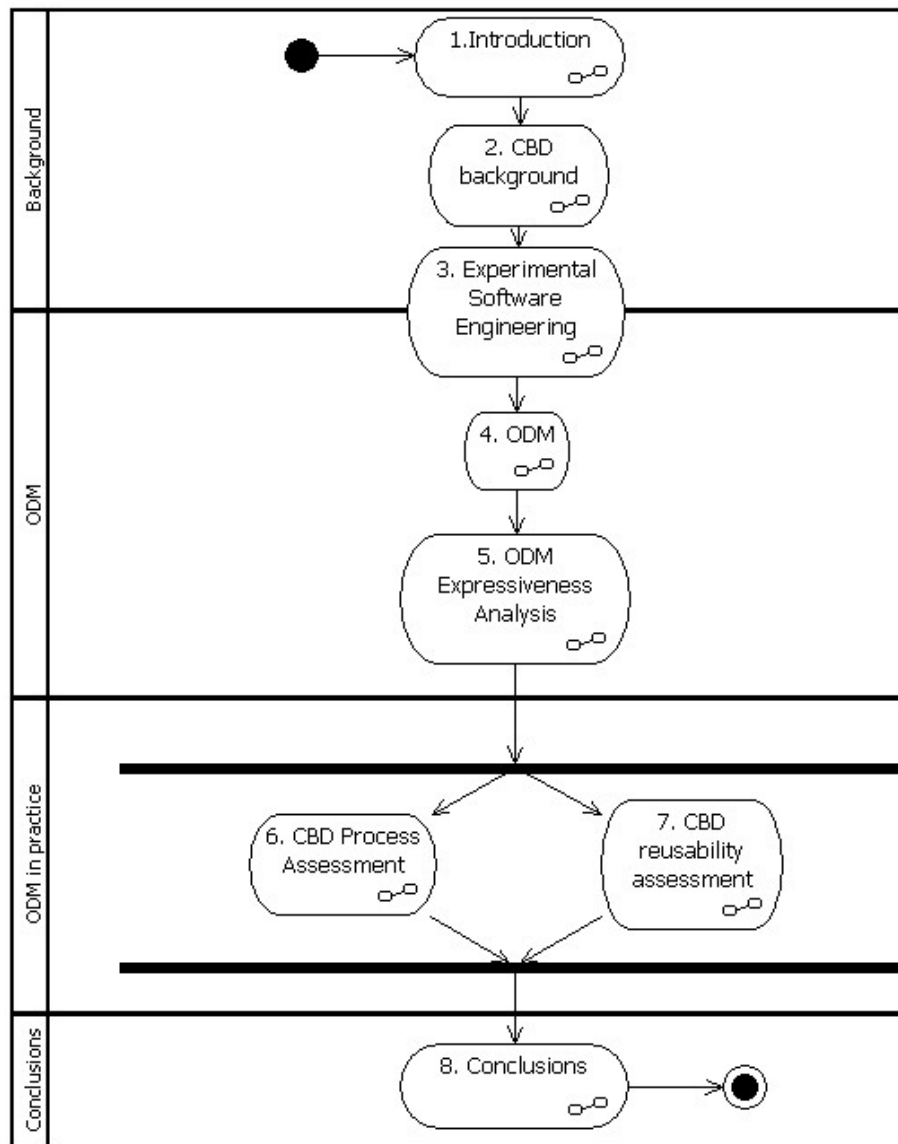 Background
1.Introduction
2. CBD
background
3. Experimental
Software
Engineering
ODM
4. ODM
5. ODM
Expressiveness
Analysis
ODM in practice
6. CBD Process
Assessment
7. CBD
reusability
assessment
Conclusions
8. Conclusions